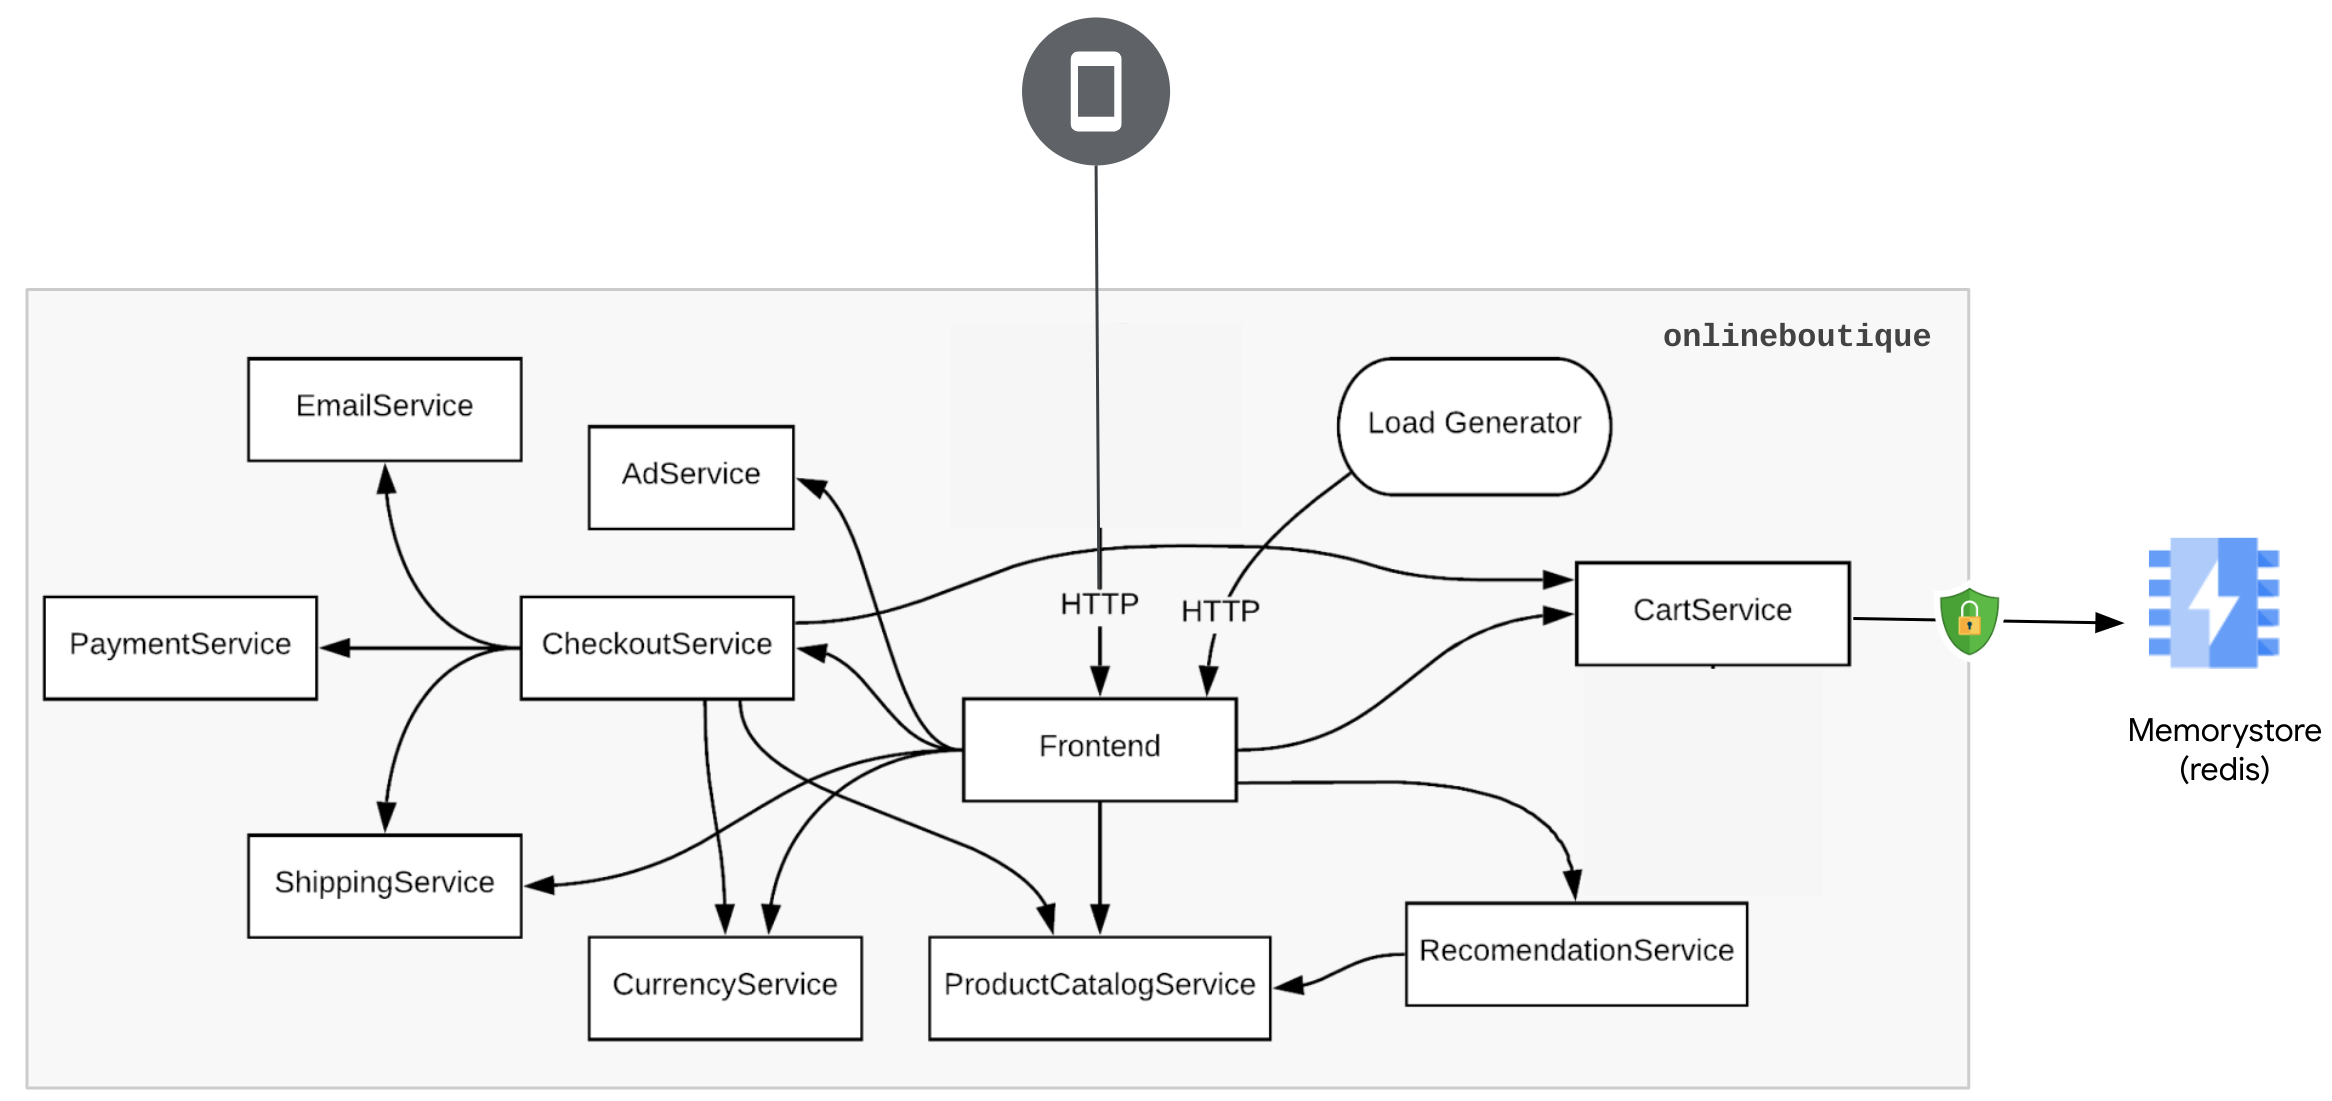 onlineboutique
EmailService
Load Generator
AdService
HTTP
HTTP
CartService
PaymentService
CheckoutService
Frontend
Memorystore
(redis)
ShippingService
RecomendationService
CurrencyService
ProductCatalogService